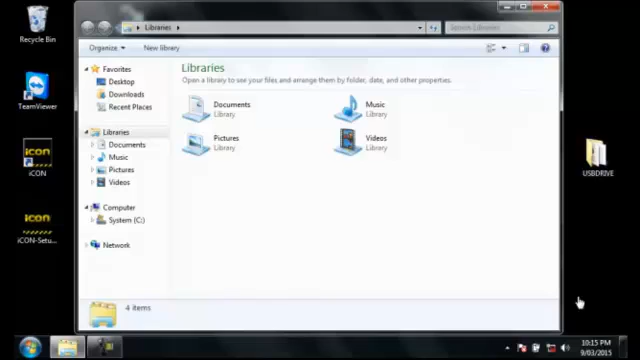 Recycle Bin
TeamViewer
iCON
iCON
iCON
iCON-Setu...
USBDRIVE
Libraries
Search Libraries
Organize
New library
Favorites
Desktop
Downloads
Recent Places
Libraries
Documents
Music
Pictures
Videos
Computer
System (C:)
Network
Libraries
Open a library to see your files and arrange them by folder, date, and other properties.
Documents
Library
Music
Library
Pictures
Library
Videos
Library
4 items
10:15 PM
9/03/2015